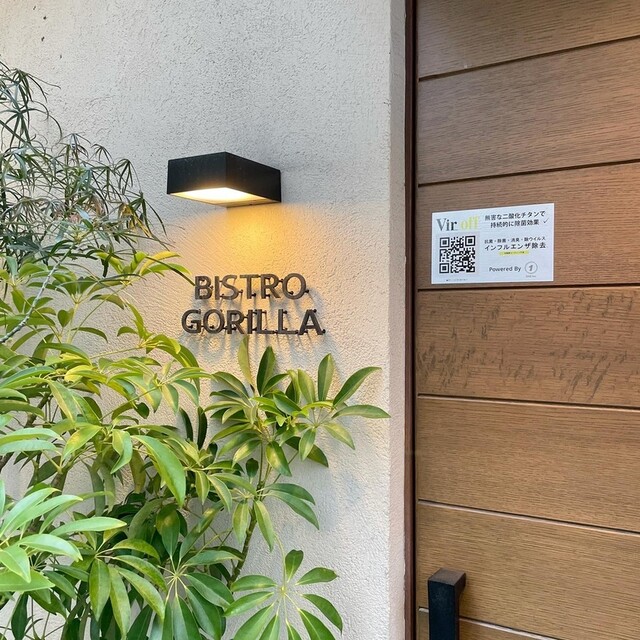 BISTRO
GORILLA
Vir_off
無害な二酸化チタンで
持続的に除菌効果
抗菌・除菌・消臭・脱ウイルス
インフルエンザ除去
Powered By